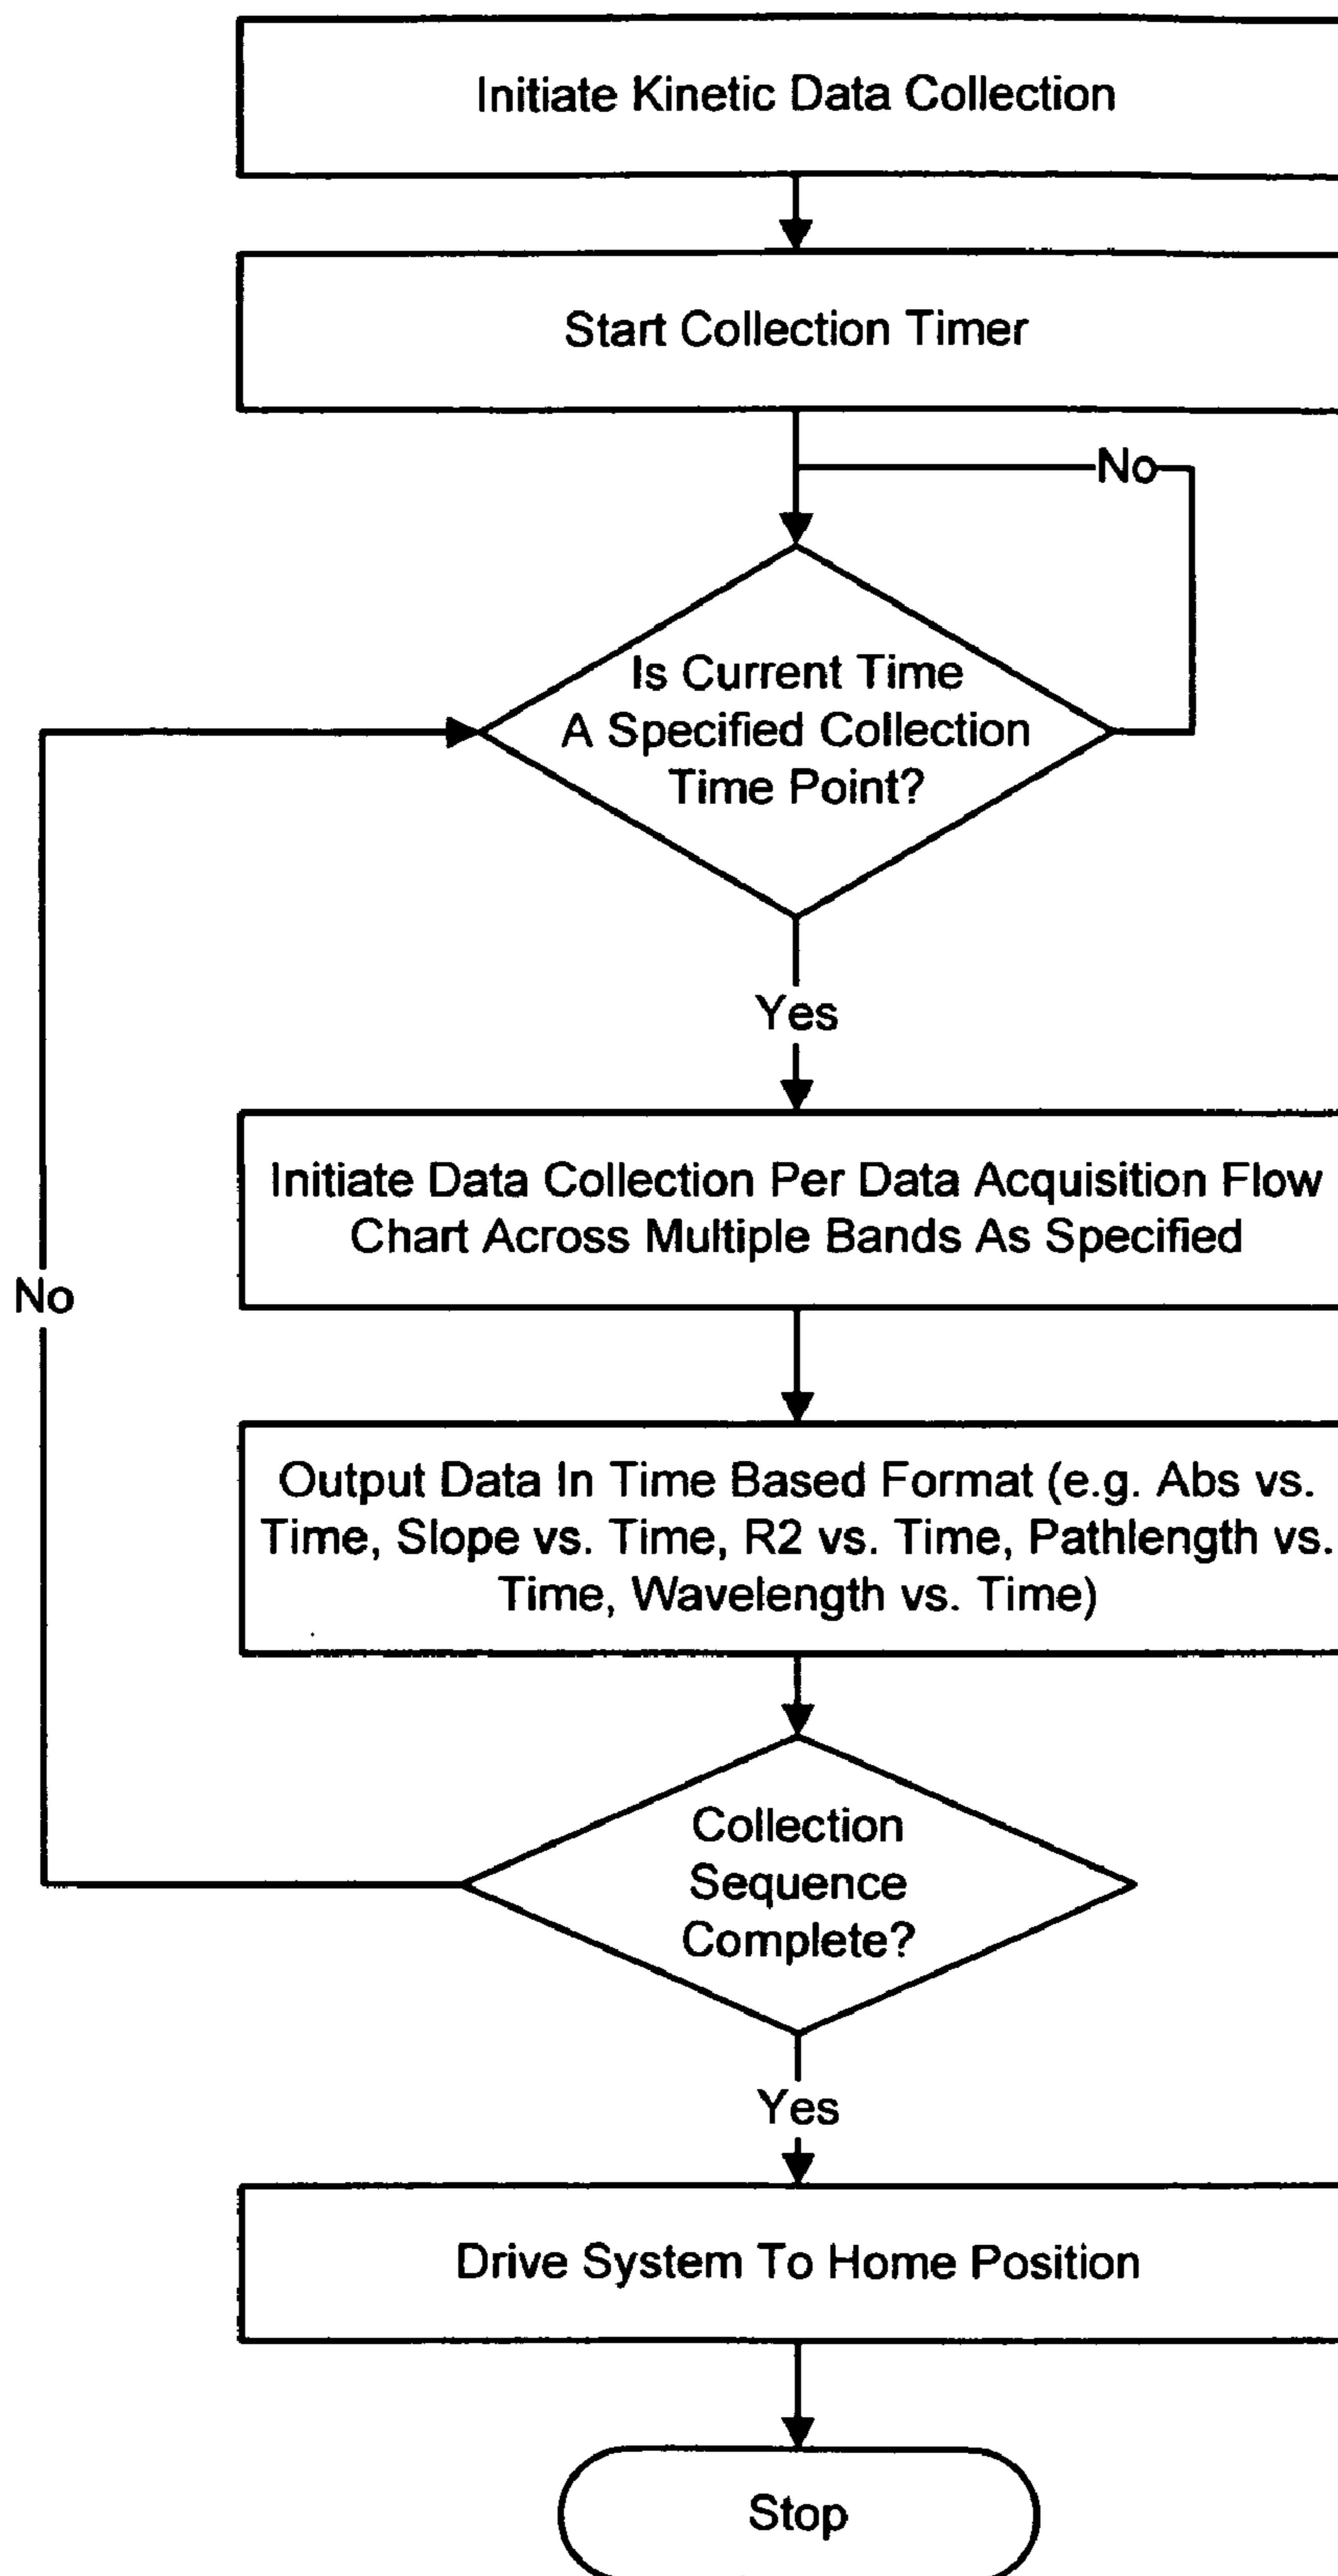 Initiate Kinetic Data Collection
Start Collection Timer
No
Is Current Time
A Specified Collection
Time Point?
Yes
Initiate Data Collection Per Data Acquisition Flow
Chart Across Multiple Bands As Specified
No
Output Data In Time Based Format (e.g. Abs vs.
Time, Slope vs. Time, R2 vs. Time, Pathlength vs.
Time, Wavelength vs. Time)
Collection
Sequence
Complete?
Yes
Drive System To Home Position
Stop